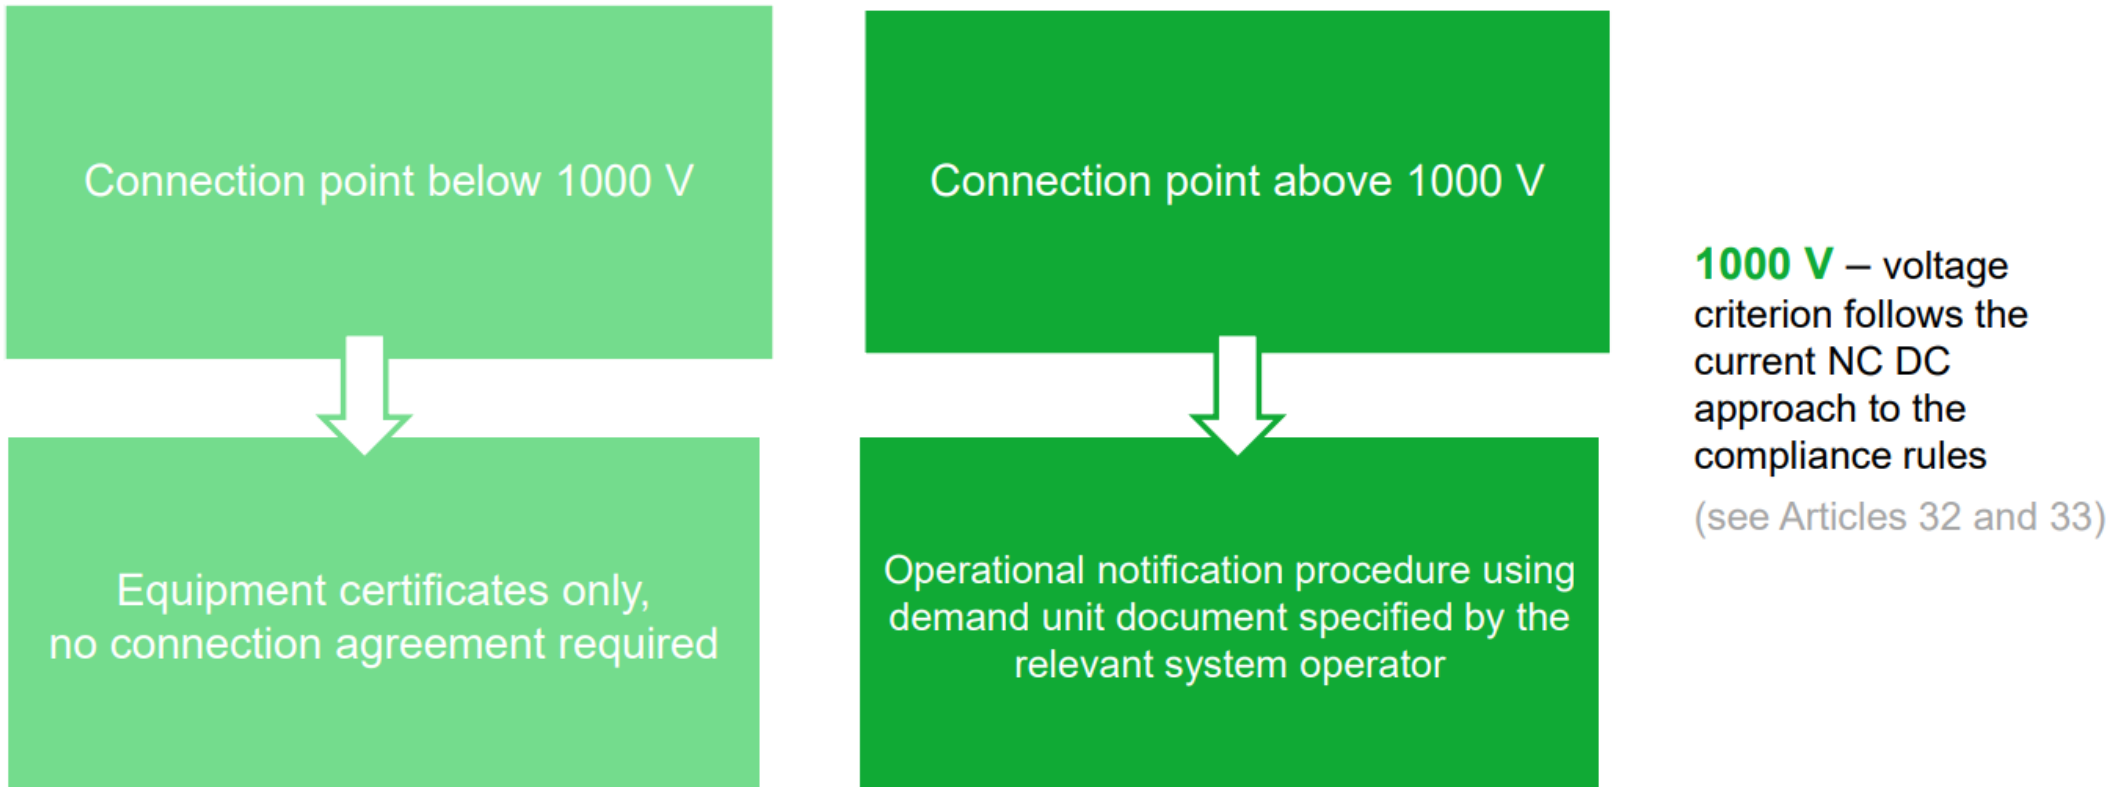 Connection point below 1000 V
Equipment certificates only,
no connection agreement required
Connection point above 1000 V
Operational notification procedure using
demand unit document specified by the
relevant system operator
1000 V – voltage
criterion follows the
current NC DC
approach to the
compliance rules
(see Articles 32 and 33)